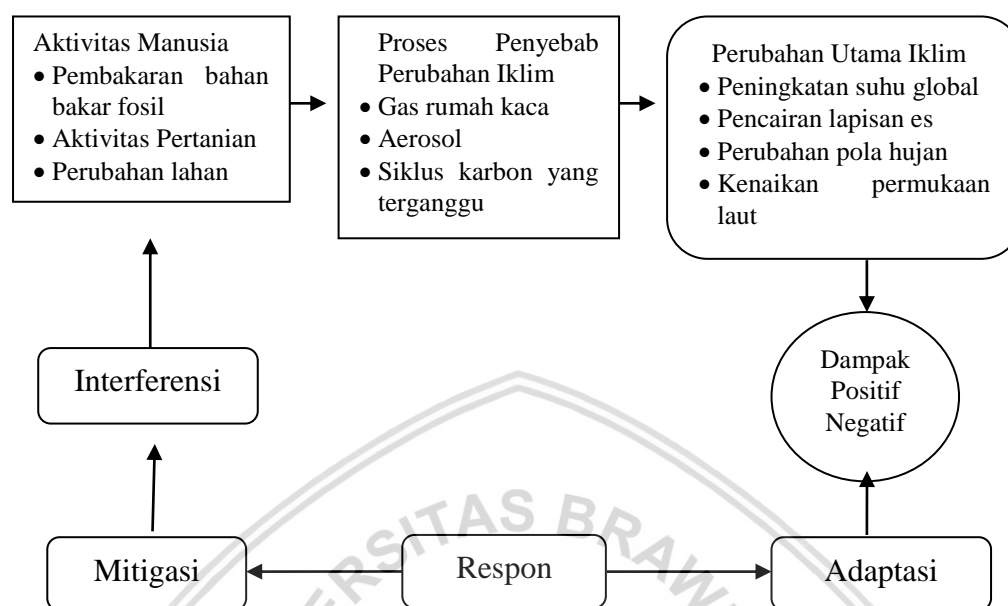 Aktivitas Manusia
• Pembakaran bahan
bakar fosil
• Aktivitas Pertanian
• Perubahan lahan
Proses Penyebab
Perubahan Iklim
• Gas rumah kaca
• Aerosol
• Siklus karbon yang
terganggu
Perubahan Utama Iklim
• Peningkatan suhu global
• Pencairan lapisan es
• Perubahan pola hujan
• Kenaikan permukaan
laut
Interferensi
Dampak
Positif
Negatif
Mitigasi
Respon
Adaptasi